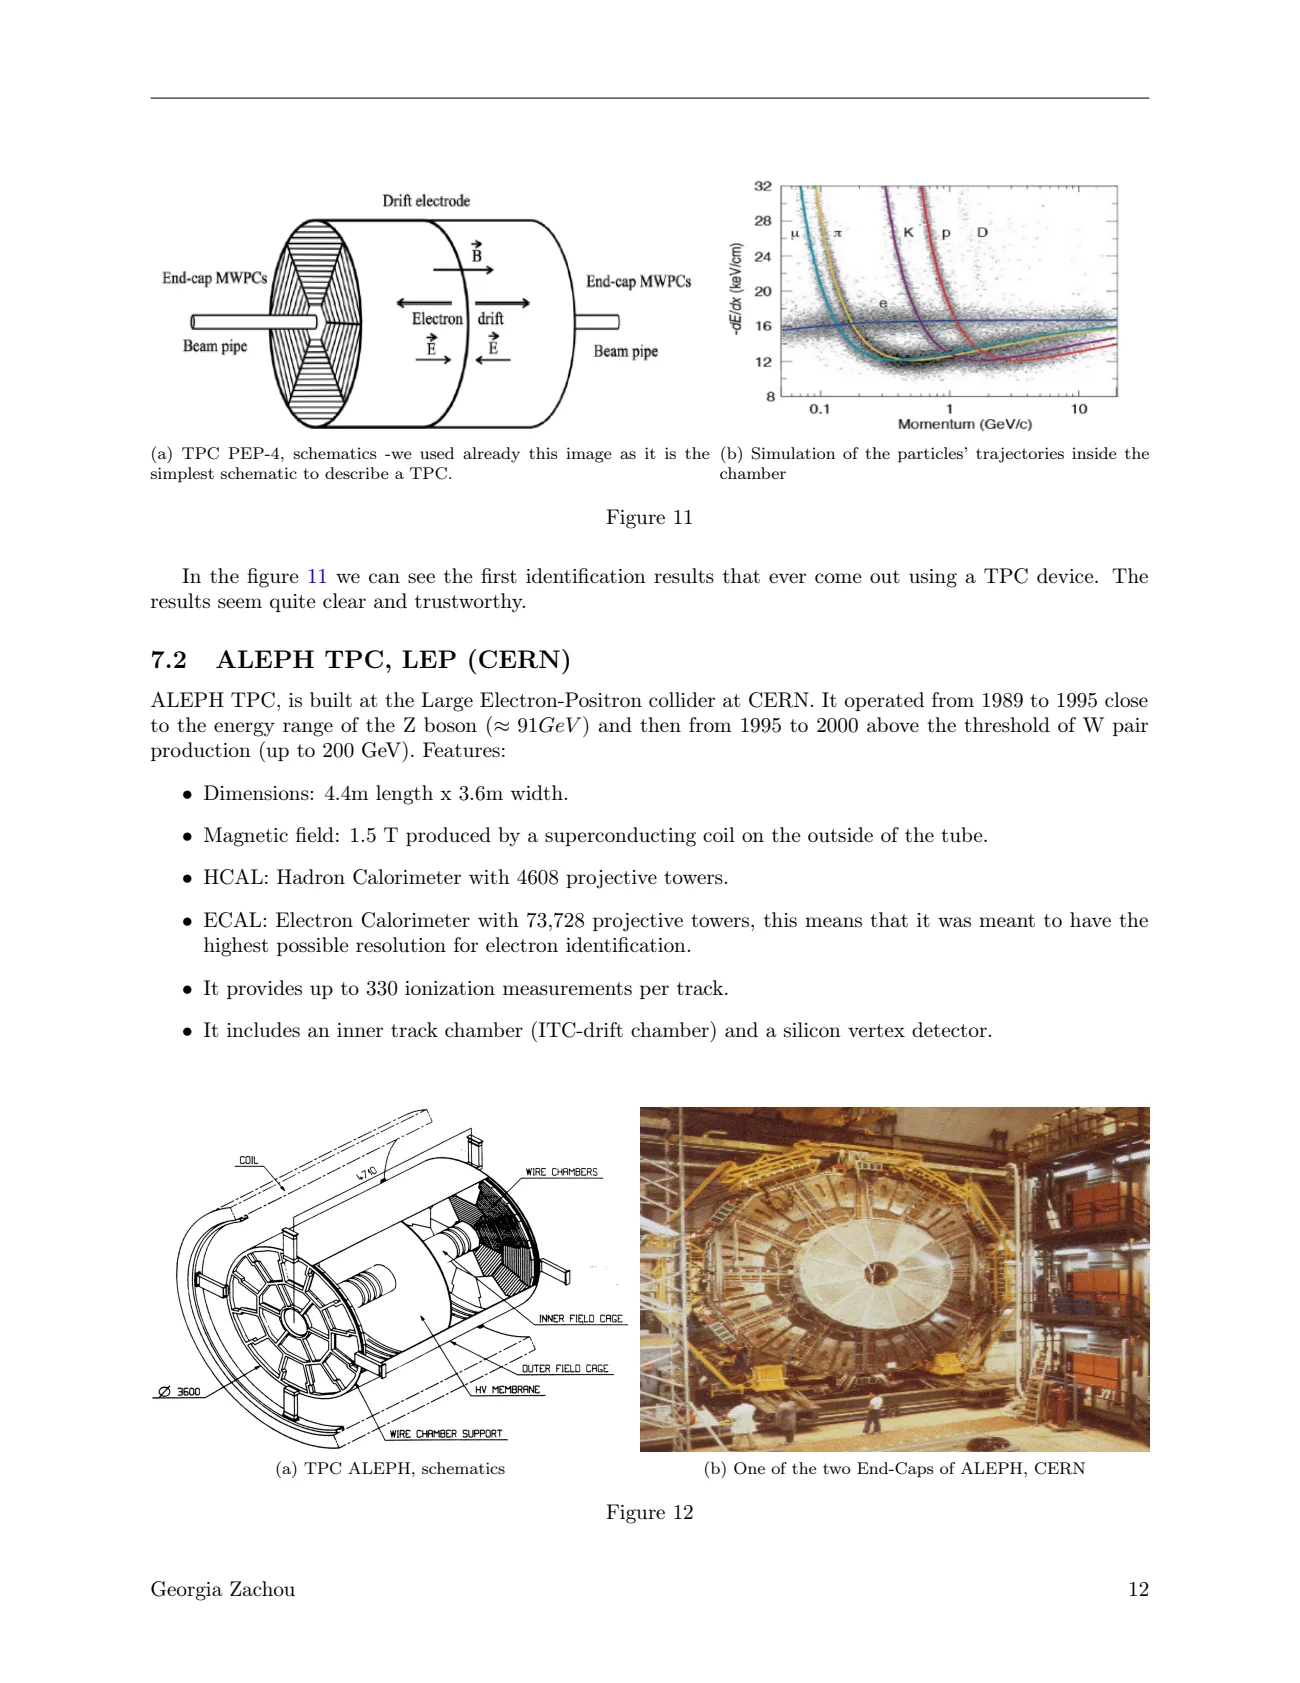 Drift electrode
B
End-cap MWPCs
End-cap MWPCs
Electron drift
Beam pipe
E
E
Beam pipe
32
28
24
20
16
12
8
-dE/dx (keV/cm)
μ
π
K
p
D
e
0.1
1
10
Momentum (GeV/c)
(a) TPC PEP-4, schematics -we used already this image as it is the
simplest schematic to describe a TPC.
(b) Simulation of the particles' trajectories inside the
chamber
Figure 11
In the figure 11 we can see the first identification results that ever come out using a TPC device. The
results seem quite clear and trustworthy.
7.2 ALEPH TPC, LEP (CERN)
ALEPH TPC, is built at the Large Electron-Positron collider at CERN. It operated from 1989 to 1995 close
to the energy range of the Z boson (≈ 91GeV) and then from 1995 to 2000 above the threshold of W pair
production (up to 200 GeV). Features:
• Dimensions: 4.4m length x 3.6m width.
• Magnetic field: 1.5 T produced by a superconducting coil on the outside of the tube.
• HCAL: Hadron Calorimeter with 4608 projective towers.
• ECAL: Electron Calorimeter with 73,728 projective towers, this means that it was meant to have the
highest possible resolution for electron identification.
• It provides up to 330 ionization measurements per track.
• It includes an inner track chamber (ITC-drift chamber) and a silicon vertex detector.
COIL
4710
WIRE CHAMBERS
INNER FIELD CAGE
OUTER FIELD CAGE
HV MEMBRANE
Ø 3600
WIRE CHAMBER SUPPORT
(a) TPC ALEPH, schematics
(b) One of the two End-Caps of ALEPH, CERN
Figure 12
Georgia Zachou
12